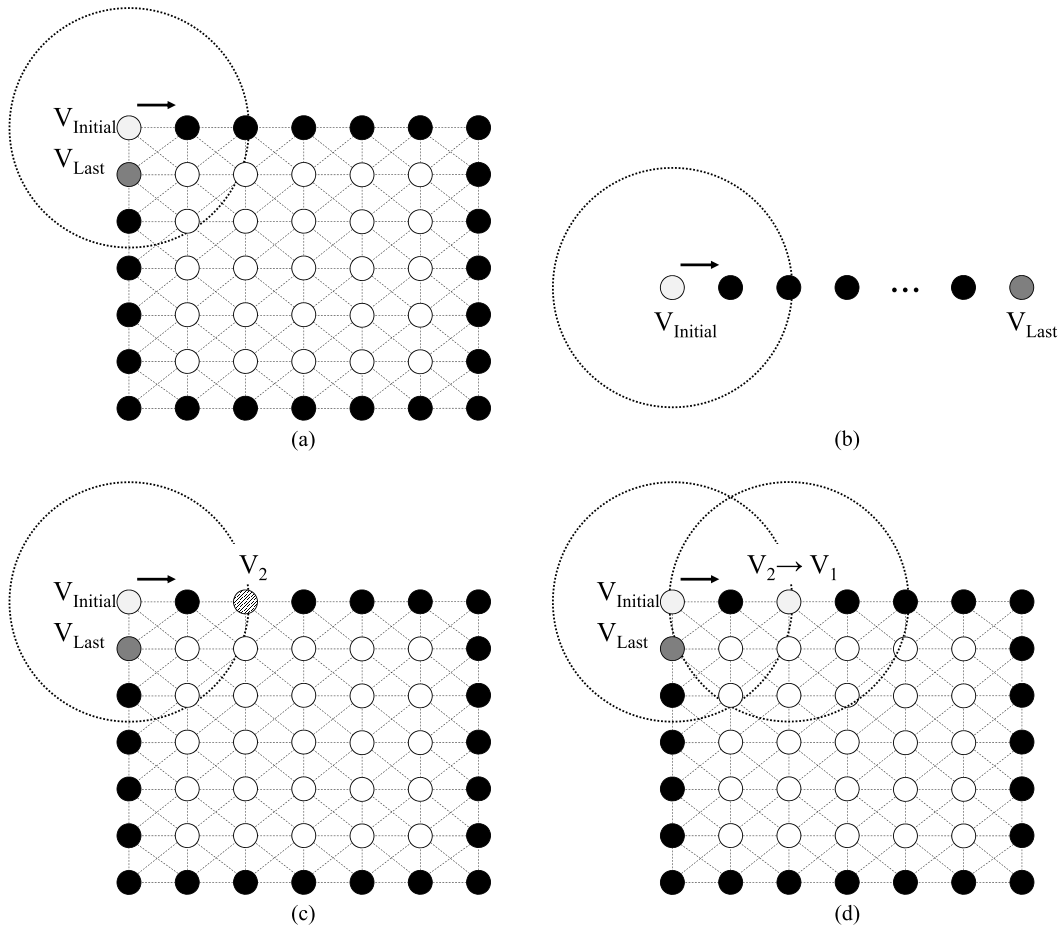 V_Initial
V_Last
(a)
V_Initial
...
V_Last
(b)
V_2
V_Initial
V_Last
(c)
V_2 → V_1
V_Initial
V_Last
(d)